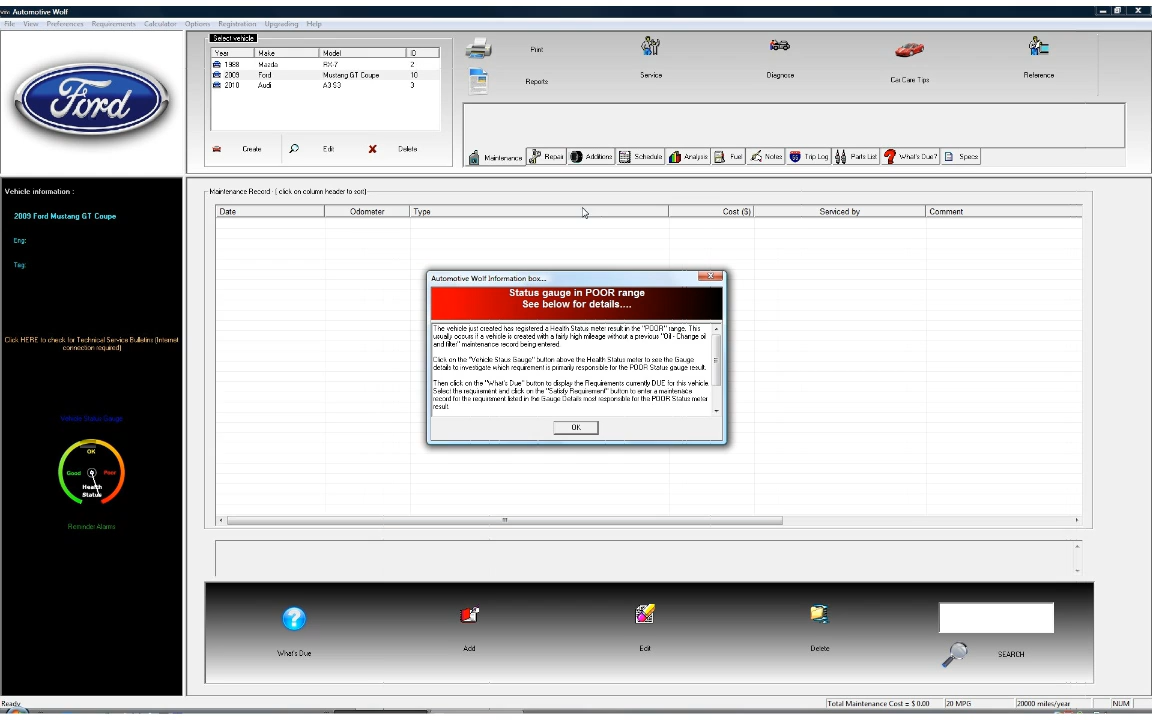 Automotive Wolf
File View Preferences Requirements Calculator Options Registration Upgrading Help
Ford
Select vehicle
Year Make Model ID
1988 Mazda RX-7 2
2009 Ford Mustang GT Coupe 10
2010 Audi A3 S3 3
Create Edit Delete
Print
Reports
Service
Diagnose
Car Care Tips
Reference
Maintenance Repair Additions Schedule Analysis Fuel Notes Trip Log Parts List What's Due? Specs
Vehicle information :
2009 Ford Mustang GT Coupe
Eng:
Tag:
Click HERE to check for Technical Service Bulletins (Internet
connection required)
Vehicle Status Gauge
OK
Good Poor
Health
Status
Reminder Alarms
Maintenance Record - [ click on column header to sort]
Date Odometer Type Cost ($) Serviced by Comment
Automotive Wolf Information box...
Status gauge in POOR range
See below for details....
The vehicle just created has registered a Health Status meter result in the "POOR" range. This
usually occurs if a vehicle is created with a fairly high mileage without a previous "Oil - Change oil
and filter" maintenance record being entered.
Click on the "Vehicle Staus Gauge" button above the Health Status meter to see the Gauge
details to investigate which requirement is primarily responsible for the POOR Status gauge result.
Then click on the "What's Due" button to display the Requirements currently DUE for this vehicle.
Select the requirement and click on the "Satisfy Requirement" button to enter a maintenace
record for the requirement listed in the Gauge Details most responsible for the POOR Status meter
result.
OK
What's Due
Add
Edit
Delete
SEARCH
Ready
Total Maintenance Cost = $ 0.00 20 MPG 20000 miles/year NUM